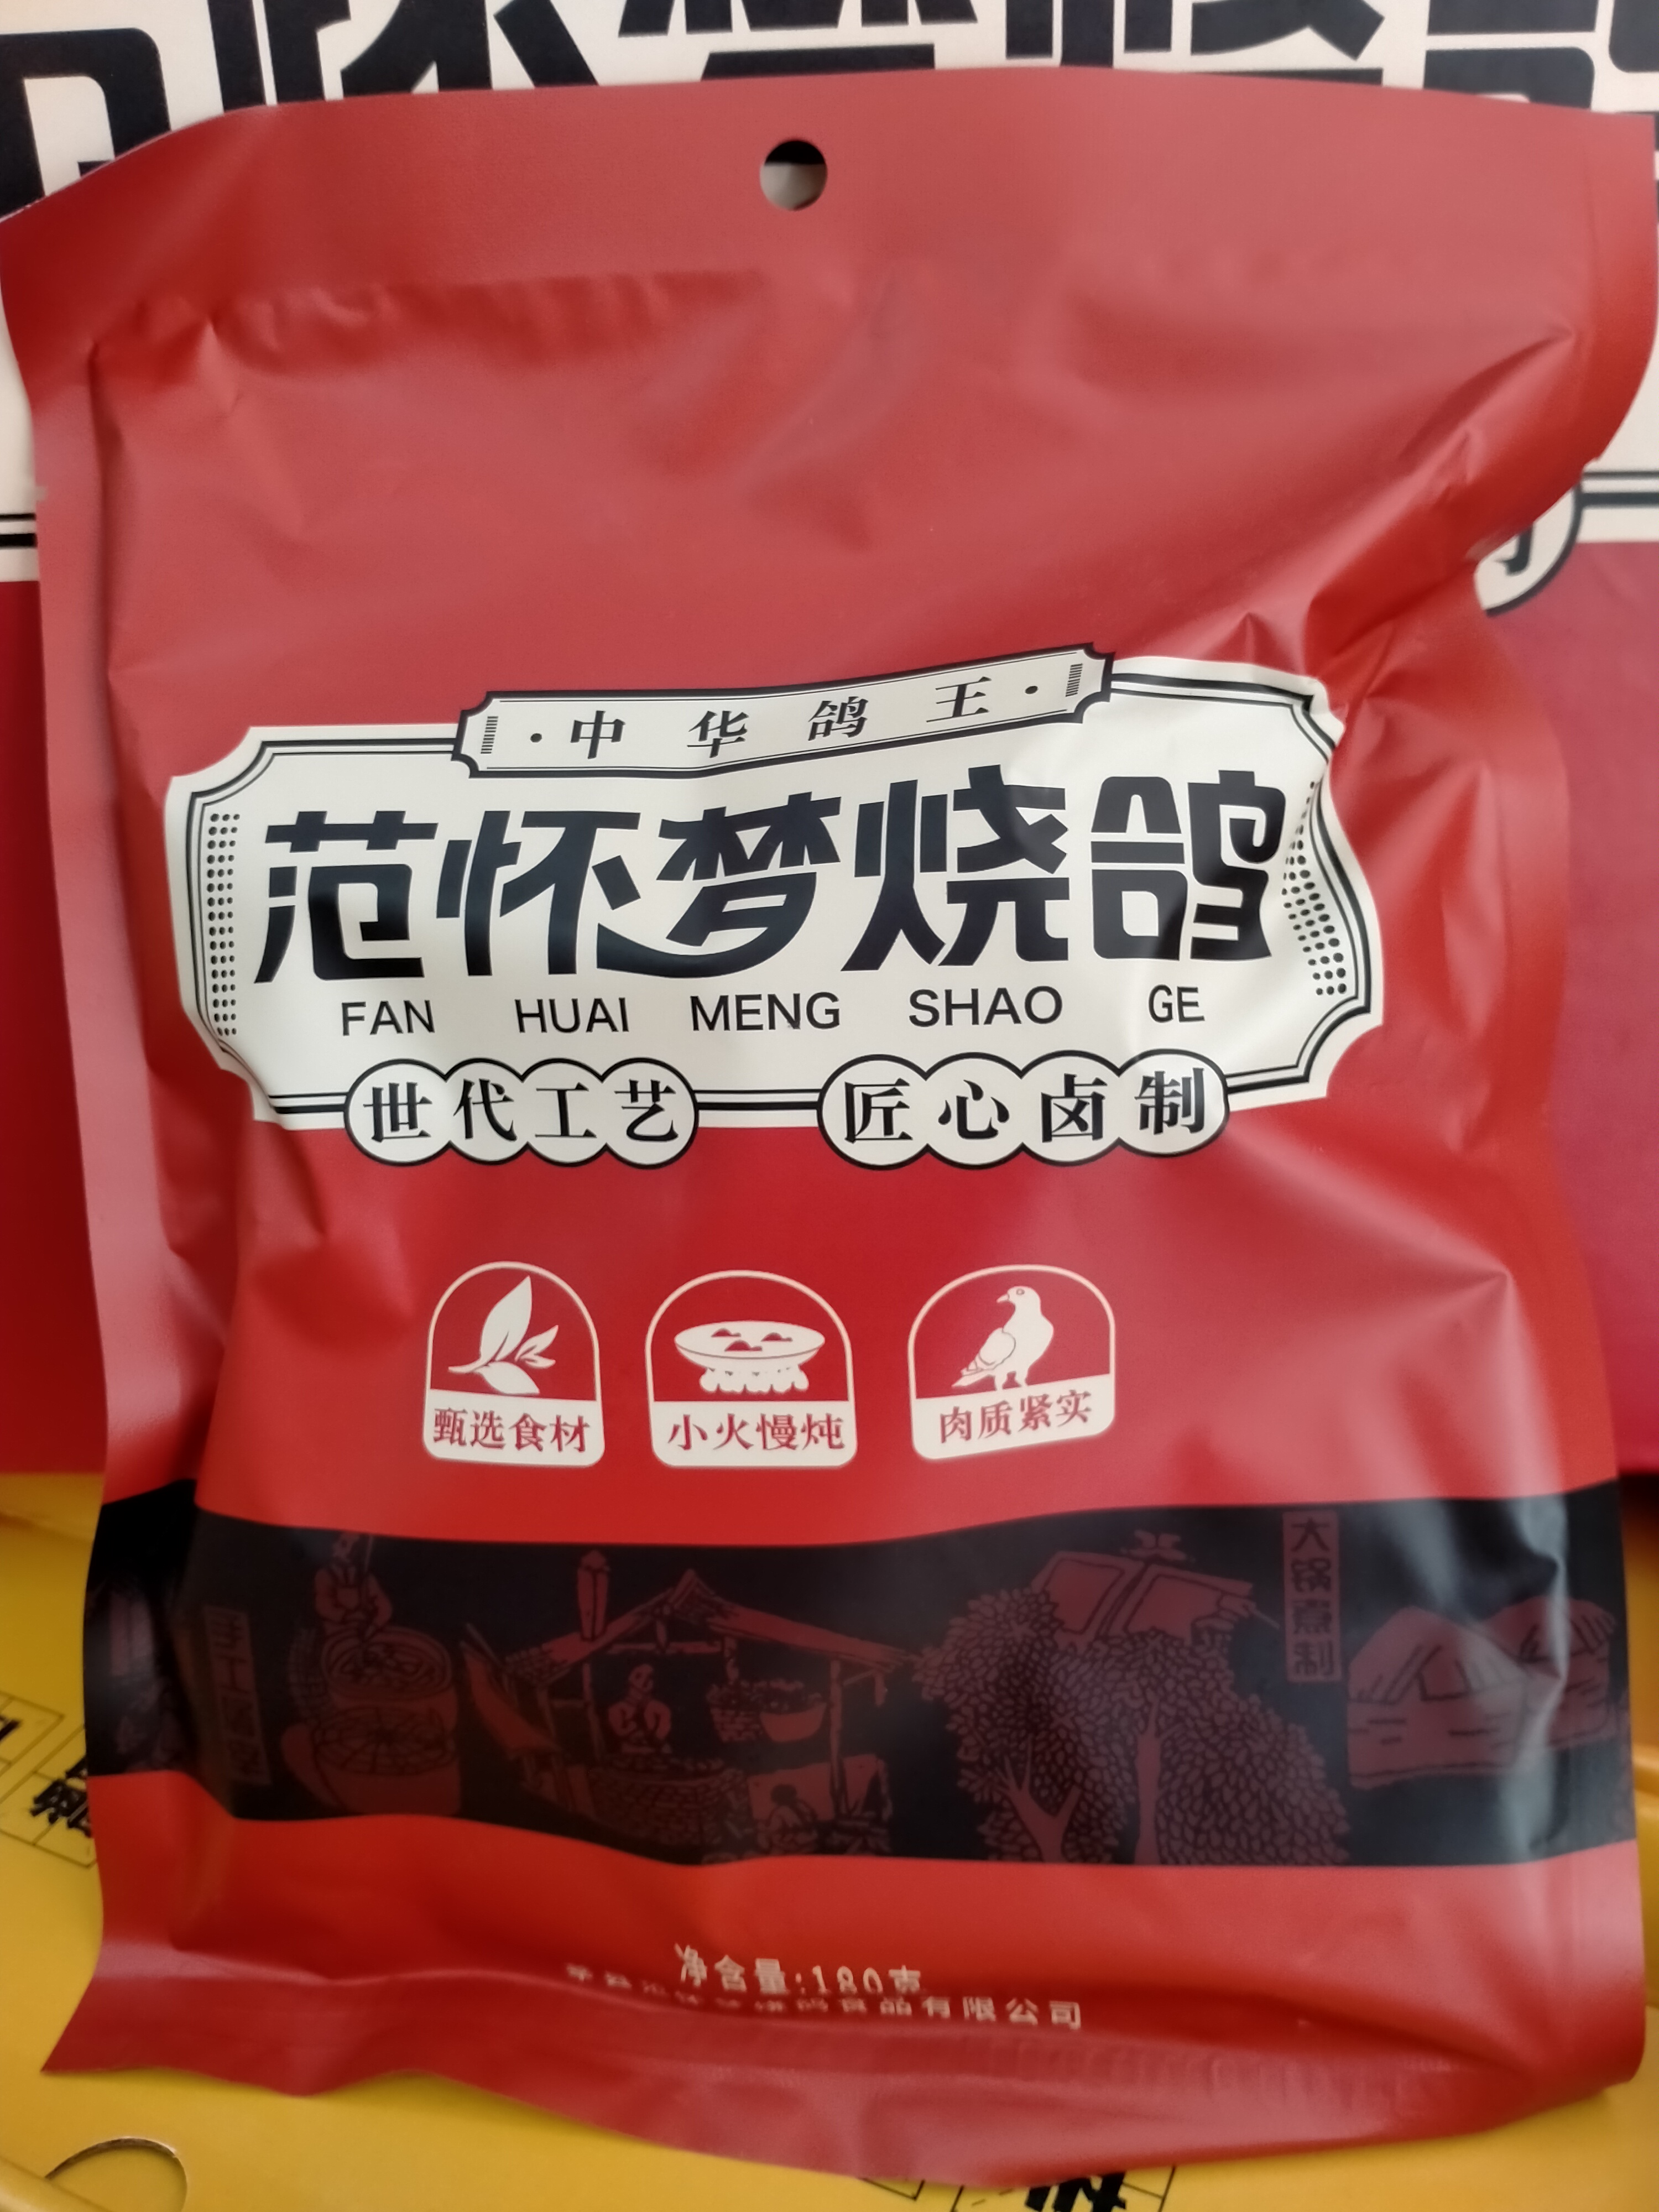 ·中华鸽王·
范怀梦烧鸽
FAN HUAI MENG SHAO GE
世代工艺 匠心卤制
甄选食材 小火慢炖 肉质紧实
大锅煮制
净含量:180克
食品有限公司